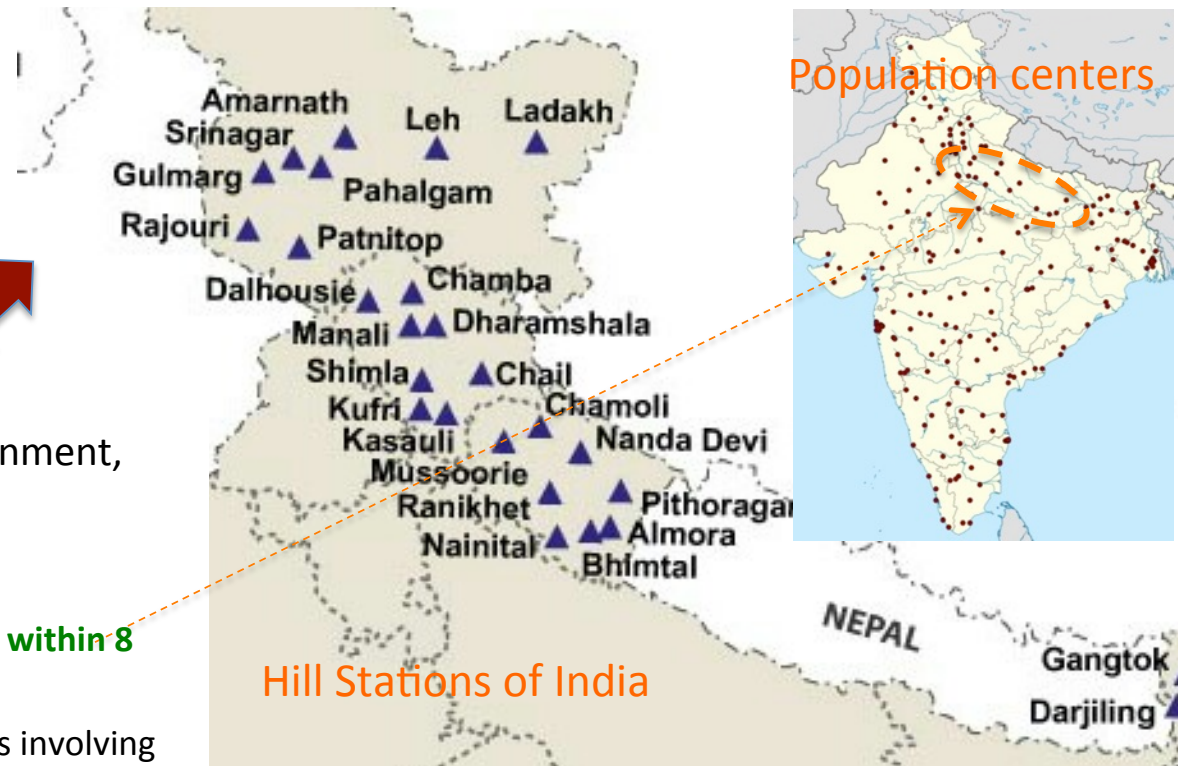 Population centers
Amarnath
Leh
Ladakh
Srinagar
Gulmarg
Pahalgam
Rajouri
Patnitop
Dalhousie
Chamba
Manali
Dharamshala
Shimla
Chail
Kufri
Chamoli
Kasauli
Nanda Devi
nment,
Mussoorie
Ranikhet
Pithoragar
Nainital
Almora
Bhimtal
within 8
NEPAL
Hill Stations of India
Gangtok
Darjiling
s involving